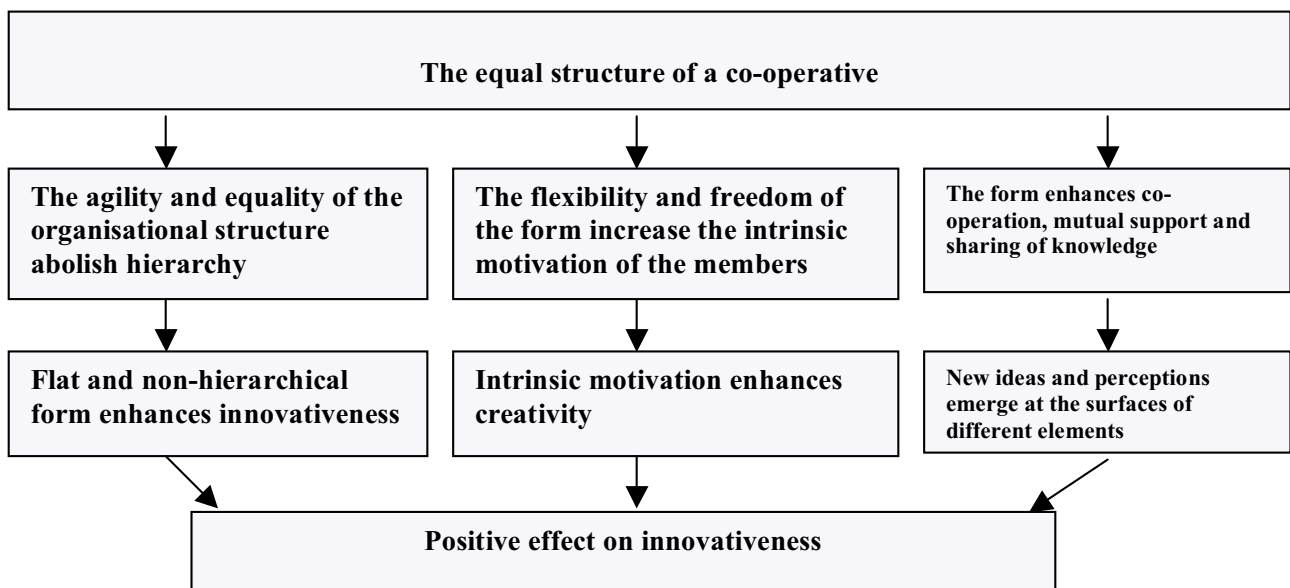 The equal structure of a co-operative
The agility and equality of the
organisational structure
abolish hierarchy
The flexibility and freedom of
the form increase the intrinsic
motivation of the members
The form enhances co-
operation, mutual support and
sharing of knowledge
Flat and non-hierarchical
form enhances innovativeness
Intrinsic motivation enhances
creativity
New ideas and perceptions
emerge at the surfaces of
different elements
Positive effect on innovativeness